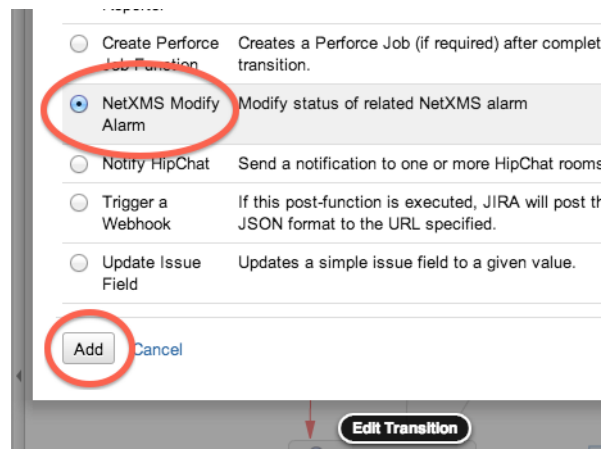 Reporter
Create Perforce Creates a Perforce Job (if required) after complet
Job Function transition.
NetXMS Modify Modify status of related NetXMS alarm
Alarm
Notify HipChat Send a notification to one or more HipChat rooms
Trigger a If this post-function is executed, JIRA will post th
Webhook JSON format to the URL specified.
Update Issue Updates a simple issue field to a given value.
Field
Add Cancel
Edit Transition